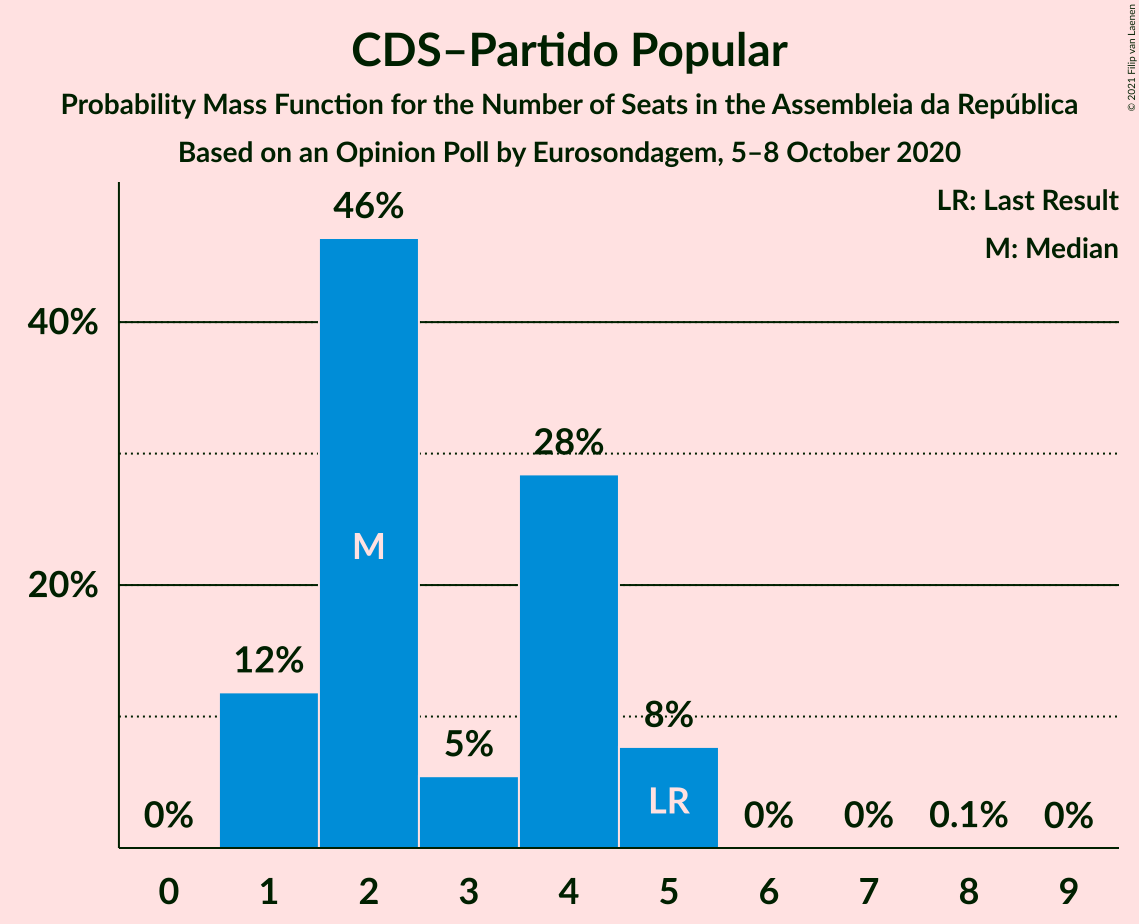 CDS–Partido Popular
Probability Mass Function for the Number of Seats in the Assembleia da República
Based on an Opinion Poll by Eurosondagem, 5–8 October 2020
© 2021 Filip van Laenen
LR: Last Result
M: Median
46%
40%
28%
M
20%
12%
8%
5%
LR
0%
0%
0%
0.1%
0%
0 1 2 3 4 5 6 7 8 9